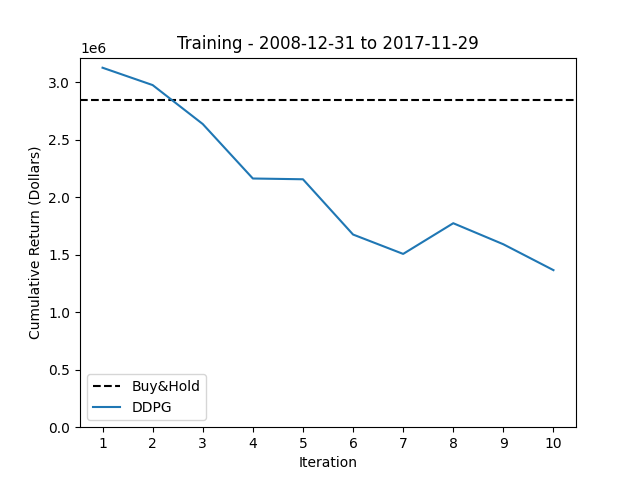 Training - 2008-12-31 to 2017-11-29
1e6
3.0
2.5
2.0
1.5
1.0
0.5
0.0
Cumulative Return (Dollars)
Buy&Hold
DDPG
1 2 3 4 5 6 7 8 9 10
Iteration